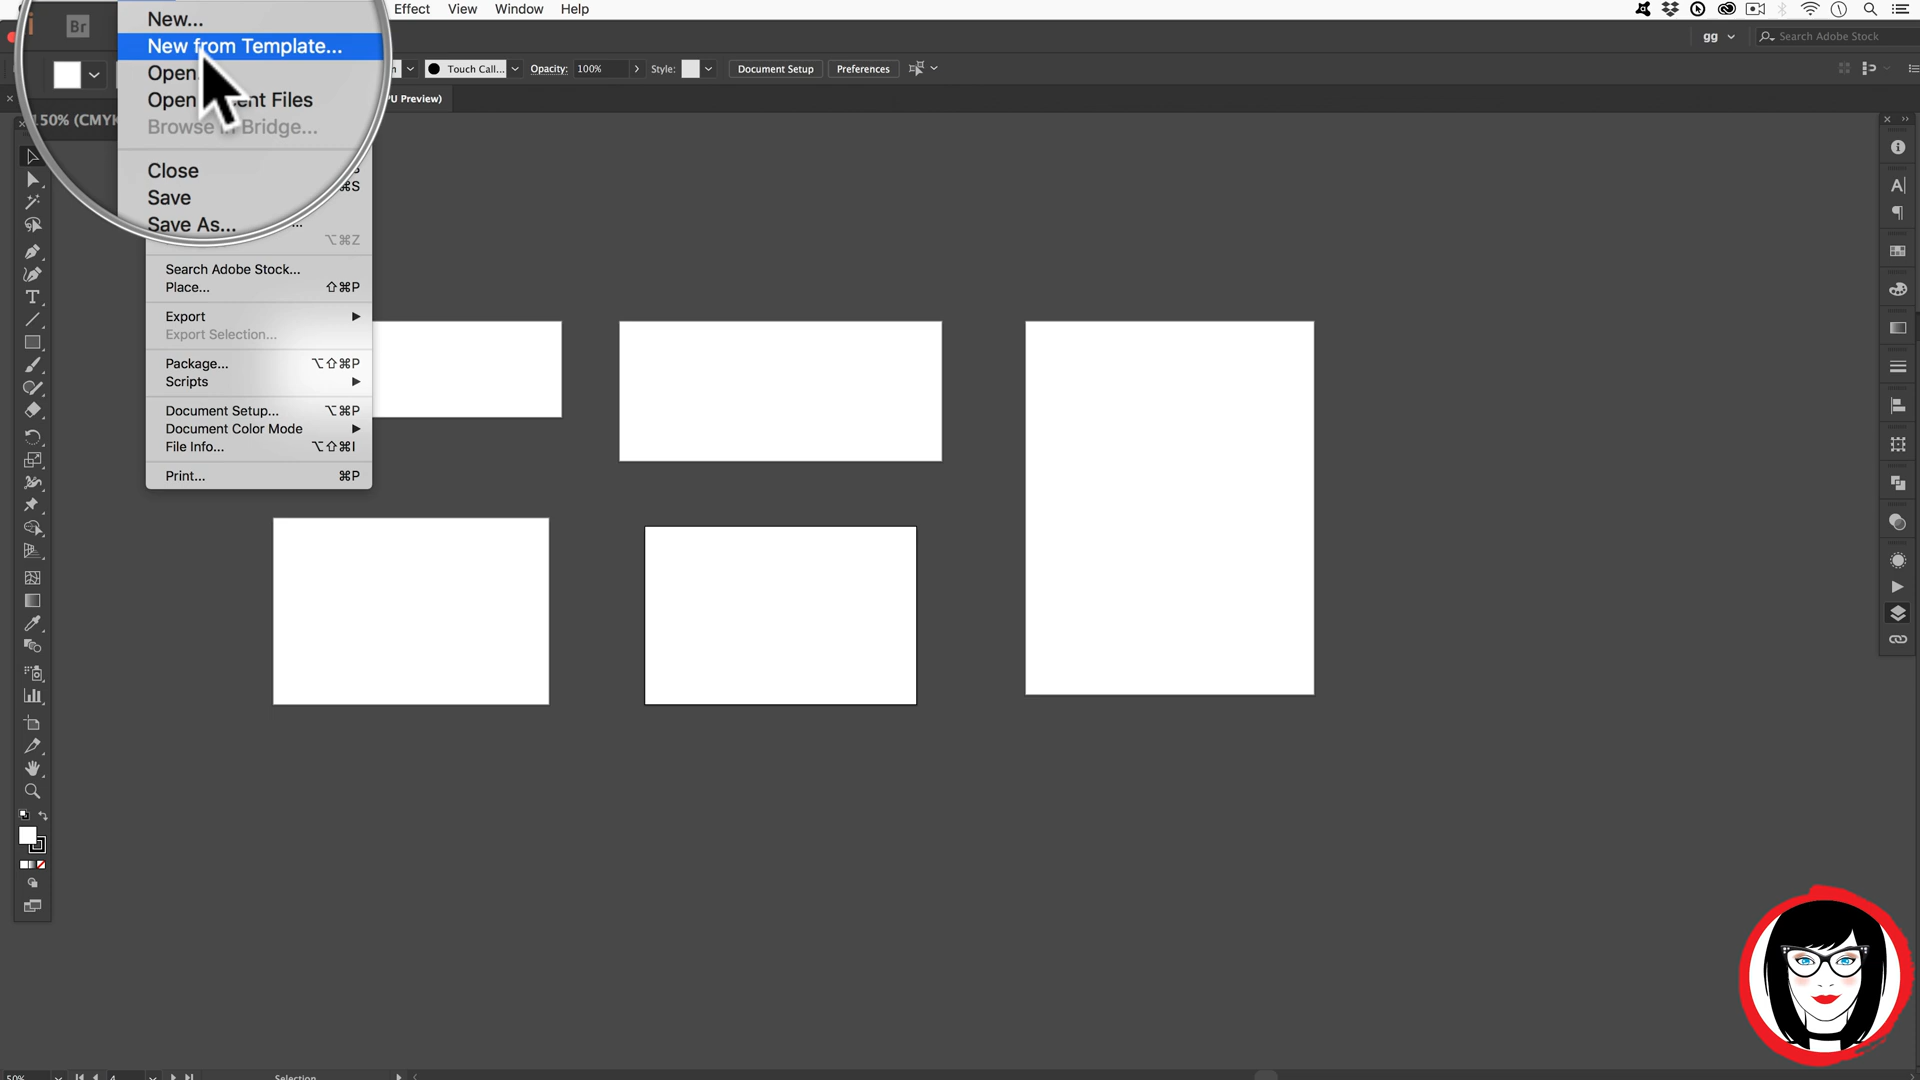 Effect View Window Help
New...
Br
New from Template...
gg
Search Adobe Stock
Open
Touch Call...
Opacity:
100%
Style:
Document Setup
Preferences
Open Files
PU Preview)
150% (CMYK
Browse in Bridge...
Close
⌘S
Save
Save As...
...
⌥⌘Z
Search Adobe Stock...
Place... ⇧⌘P
Export
Export Selection...
Package... ⌥⇧⌘P
Scripts
Document Setup... ⌥⌘P
Document Color Mode
File Info... ⌥⇧⌘I
Print... ⌘P
50%
4
Selection